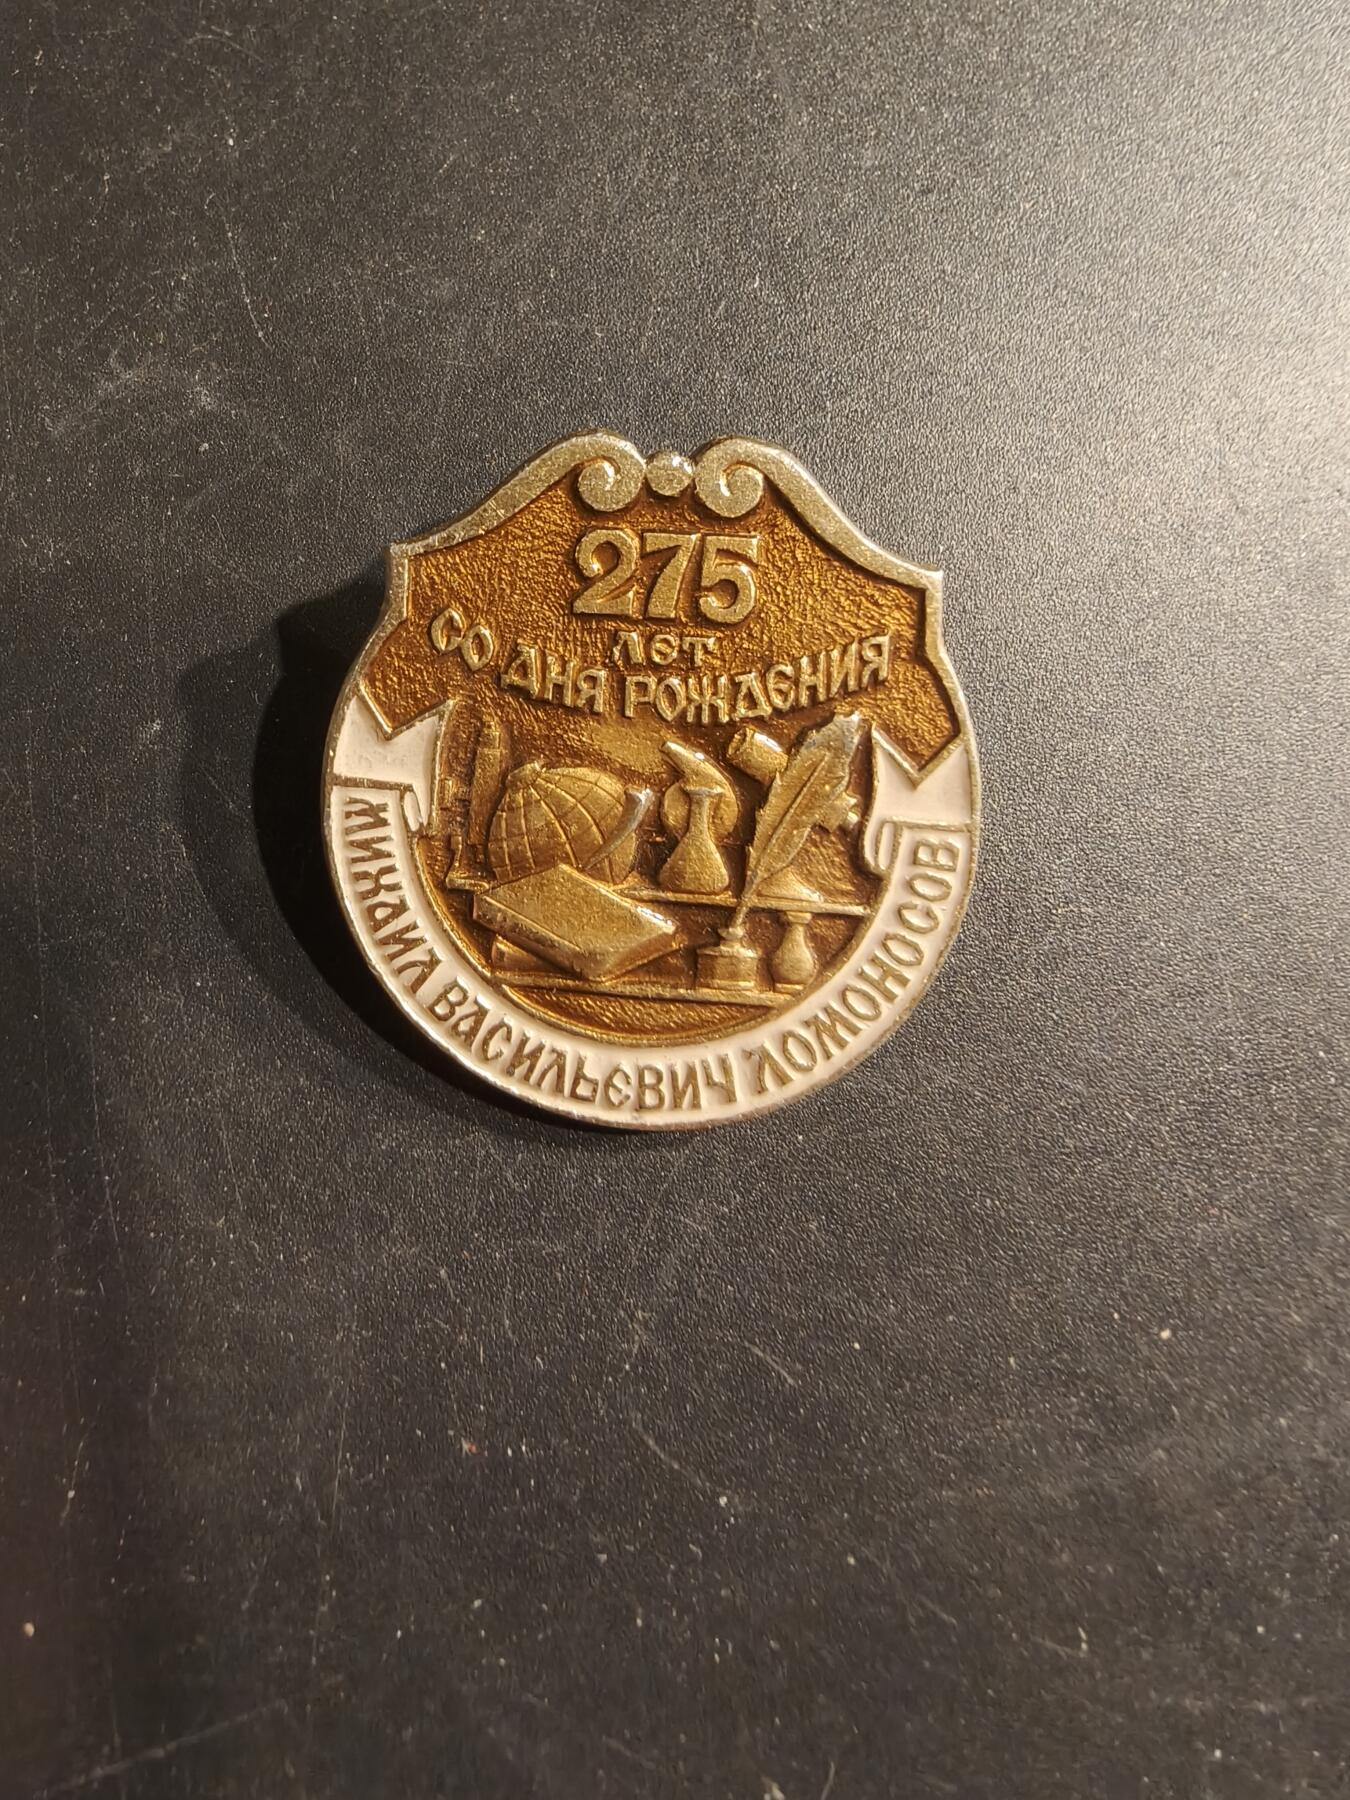 275
ЛЕТ
СО ДНЯ РОЖДЕНИЯ
МИХАИЛ ВАСИЛЬЕВИЧ ЛОМОНОСОВ